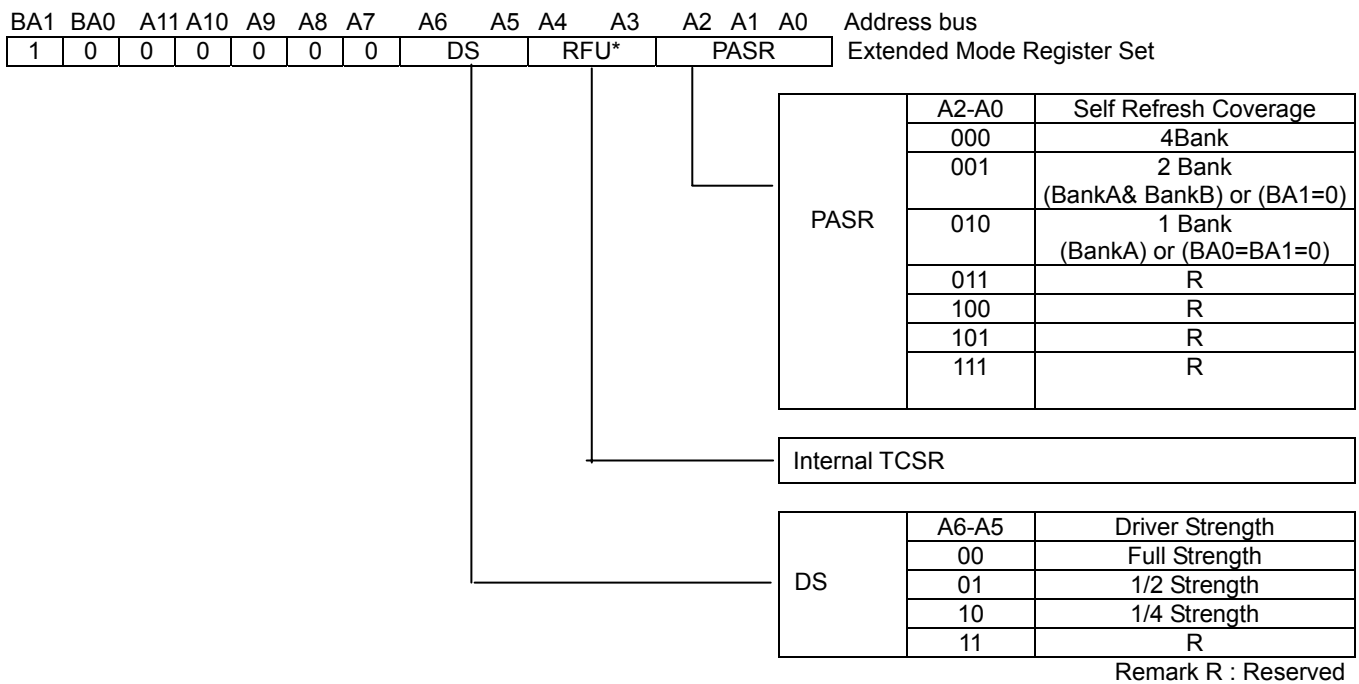 BA1 BA0 A11 A10 A9 A8 A7 A6 A5 A4 A3 A2 A1 A0 Address bus
1 0 0 0 0 0 0 DS RFU* PASR Extended Mode Register Set
A2-A0 Self Refresh Coverage
000 4Bank
001 2 Bank
(BankA& BankB) or (BA1=0)
PASR 010 1 Bank
(BankA) or (BA0=BA1=0)
011 R
100 R
101 R
111 R
Internal TCSR
A6-A5 Driver Strength
00 Full Strength
DS 01 1/2 Strength
10 1/4 Strength
11 R
Remark R : Reserved